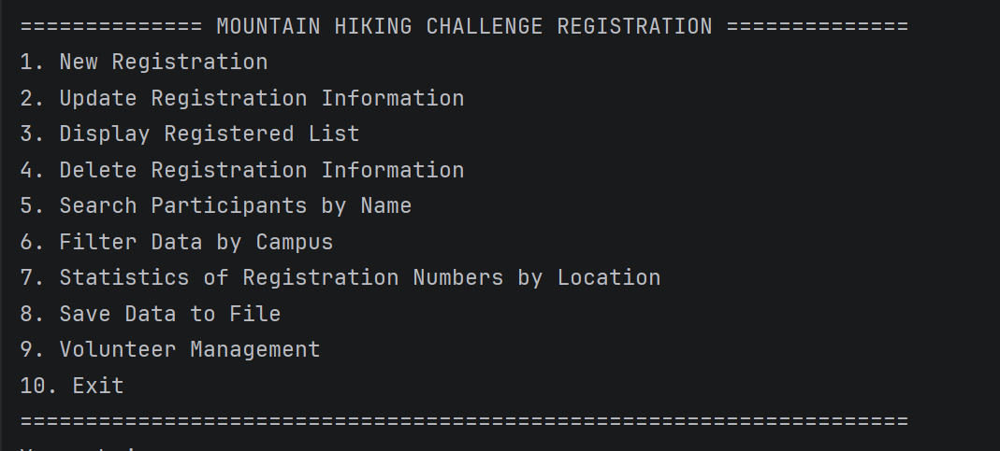 ============== MOUNTAIN HIKING CHALLENGE REGISTRATION ==============
1. New Registration
2. Update Registration Information
3. Display Registered List
4. Delete Registration Information
5. Search Participants by Name
6. Filter Data by Campus
7. Statistics of Registration Numbers by Location
8. Save Data to File
9. Volunteer Management
10. Exit
====================================================================